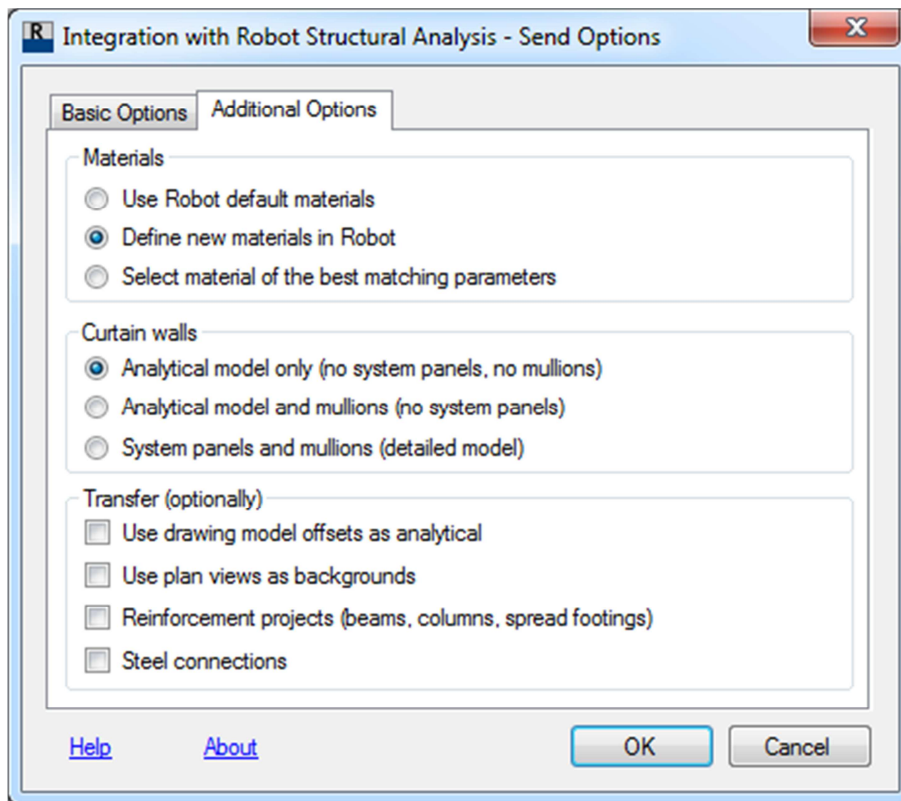 R Integration with Robot Structural Analysis - Send Options
Basic Options Additional Options
Materials
Use Robot default materials
Define new materials in Robot
Select material of the best matching parameters
Curtain walls
Analytical model only (no system panels, no mullions)
Analytical model and mullions (no system panels)
System panels and mullions (detailed model)
Transfer (optionally)
Use drawing model offsets as analytical
Use plan views as backgrounds
Reinforcement projects (beams, columns, spread footings)
Steel connections
Help About OK Cancel